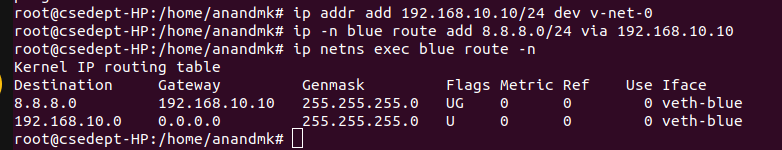 root@csedept-HP:/home/anandmk# ip addr add 192.168.10.10/24 dev v-net-0
root@csedept-HP:/home/anandmk# ip -n blue route add 8.8.8.0/24 via 192.168.10.10
root@csedept-HP:/home/anandmk# ip netns exec blue route -n
Kernel IP routing table
Destination     Gateway         Genmask         Flags Metric Ref    Use Iface
8.8.8.0         192.168.10.10   255.255.255.0   UG    0      0        0 veth-blue
192.168.10.0    0.0.0.0         255.255.255.0   U     0      0        0 veth-blue
root@csedept-HP:/home/anandmk#